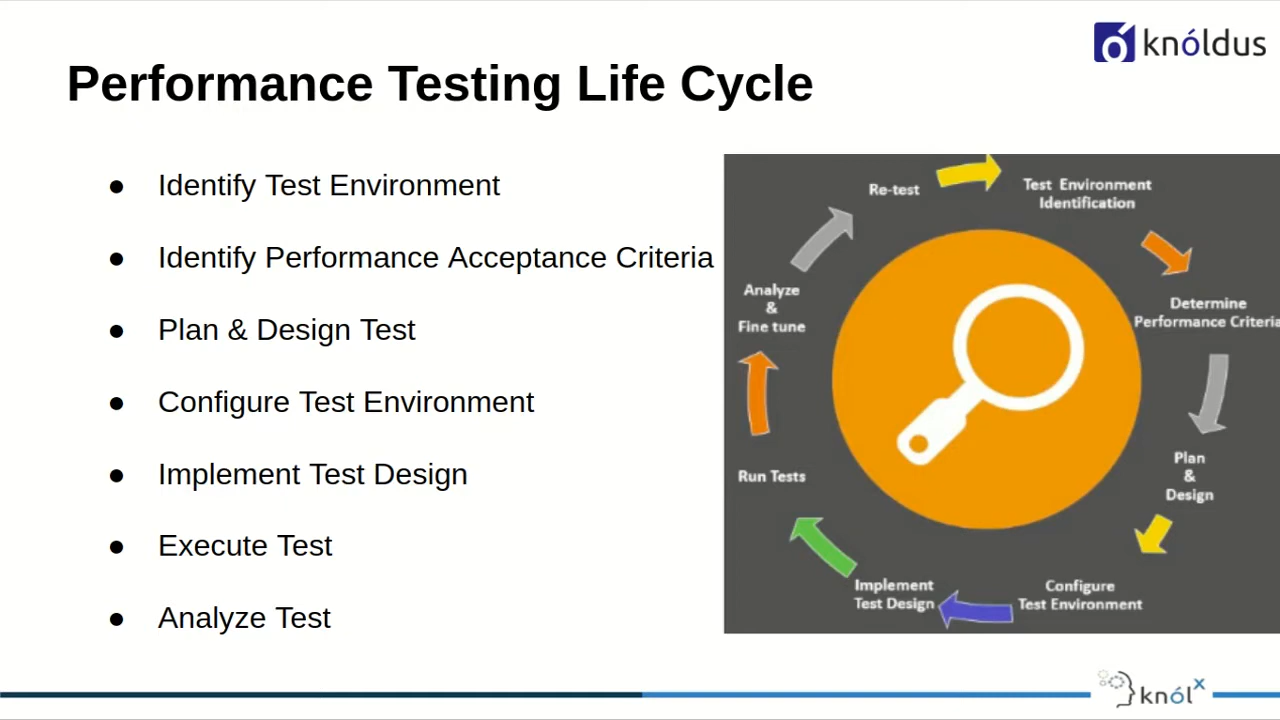 knóldus
Performance Testing Life Cycle
● Identify Test Environment
● Identify Performance Acceptance Criteria
● Plan & Design Test
● Configure Test Environment
● Implement Test Design
● Execute Test
● Analyze Test
Re-test
Test Environment
Identification
Determine
Performance Criteria
Plan
&
Design
Configure
Test Environment
Implement
Test Design
Run Tests
Analyze
&
Fine tune
knólx